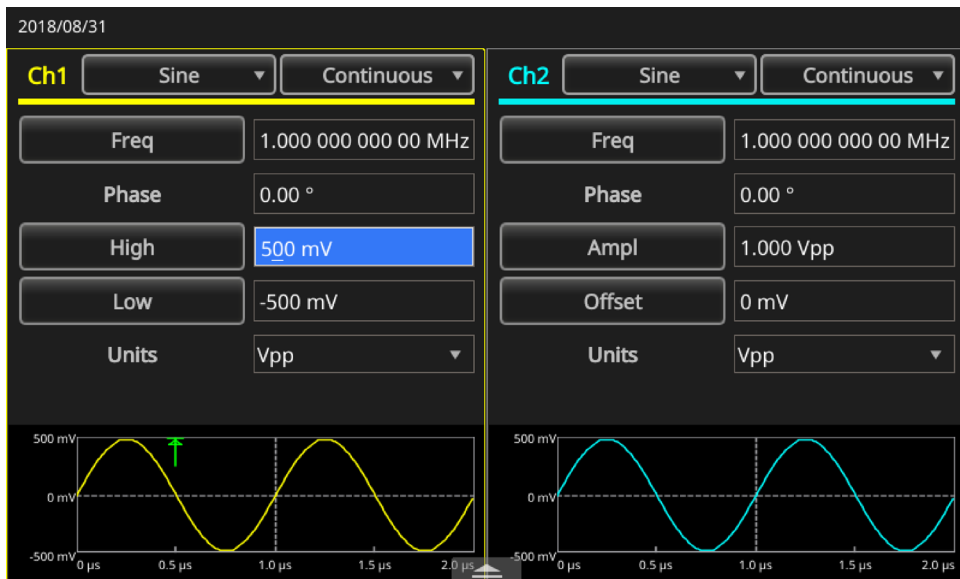 2018/08/31
Ch1 Sine Continuous
Freq 1.000 000 000 00 MHz
Phase 0.00 °
High 500 mV
Low -500 mV
Units Vpp
500 mV
0 mV
-500 mV
0 µs 0.5 µs 1.0 µs 1.5 µs 2.0 µs
Ch2 Sine Continuous
Freq 1.000 000 000 00 MHz
Phase 0.00 °
Ampl 1.000 Vpp
Offset 0 mV
Units Vpp
500 mV
0 mV
-500 mV
0 µs 0.5 µs 1.0 µs 1.5 µs 2.0 µs